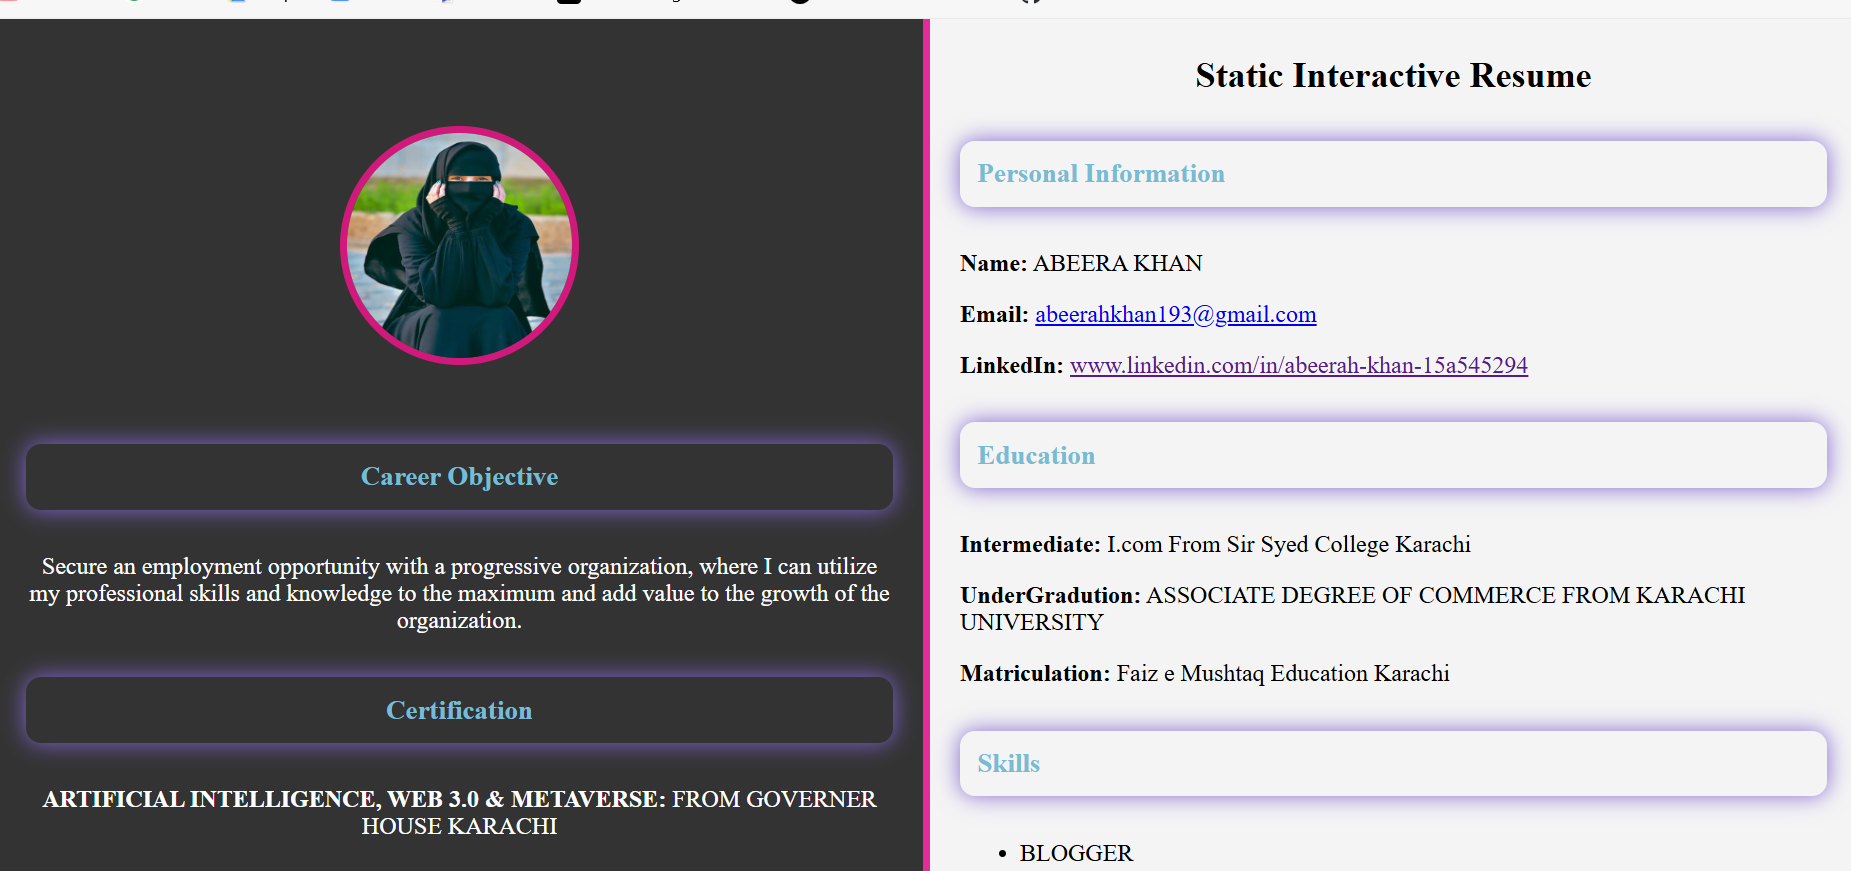 Career Objective
Secure an employment opportunity with a progressive organization, where I can utilize
my professional skills and knowledge to the maximum and add value to the growth of the
organization.
Certification
ARTIFICIAL INTELLIGENCE, WEB 3.0 & METAVERSE: FROM GOVERNER
HOUSE KARACHI
Static Interactive Resume
Personal Information
Name: ABEERA KHAN
Email: abeerahkhan193@gmail.com
LinkedIn: www.linkedin.com/in/abeerah-khan-15a545294
Education
Intermediate: I.com From Sir Syed College Karachi
UnderGradution: ASSOCIATE DEGREE OF COMMERCE FROM KARACHI
UNIVERSITY
Matriculation: Faiz e Mushtaq Education Karachi
Skills
• BLOGGER